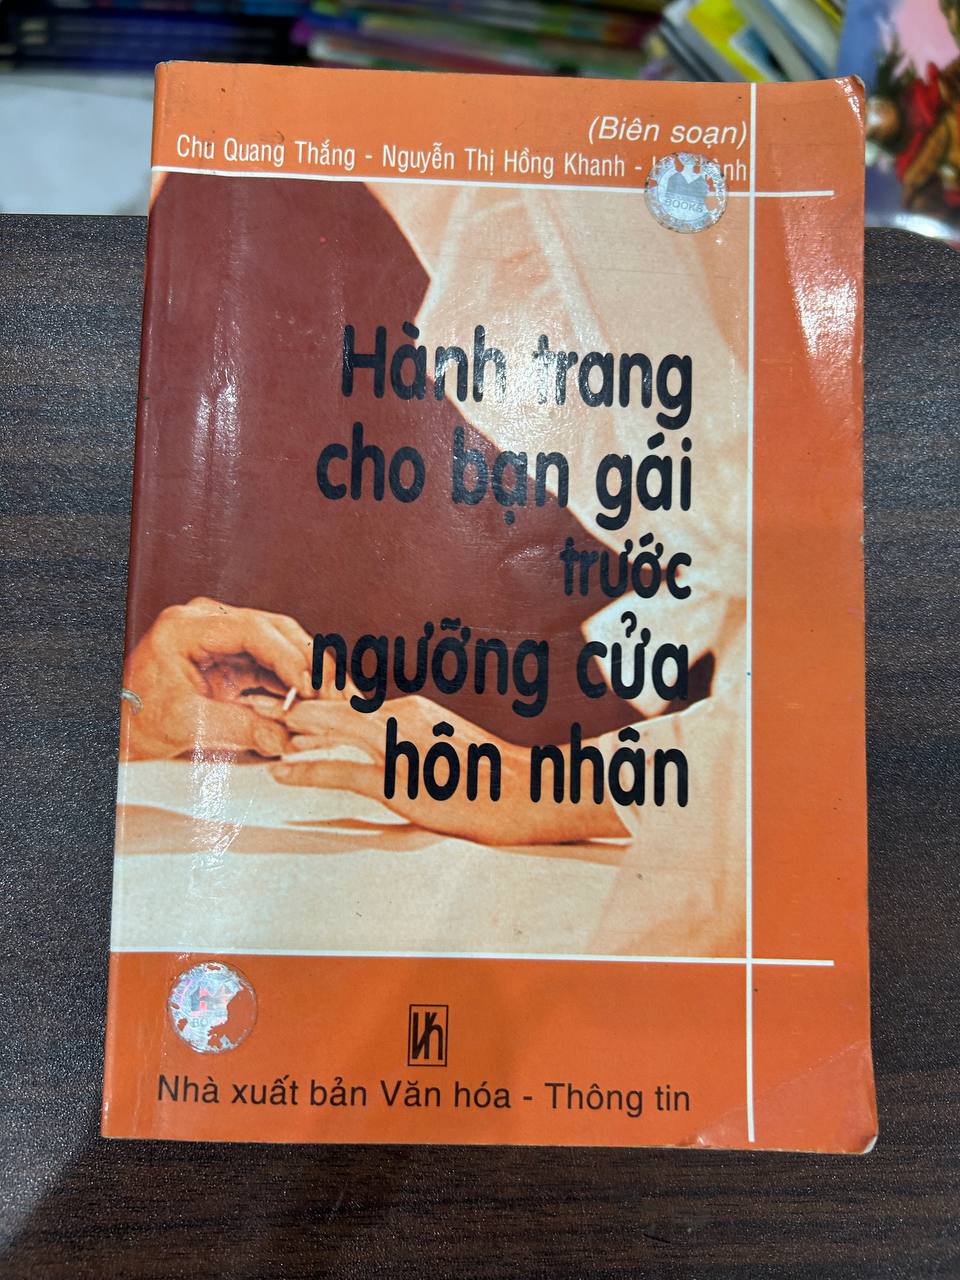 (Biên soạn)
Chu Quang Thắng - Nguyễn Thị Hồng Khanh -
Hành trang
cho bạn gái
trước
ngưỡng cửa
hôn nhân
BOOKS
Nhà xuất bản Văn hóa - Thông tin